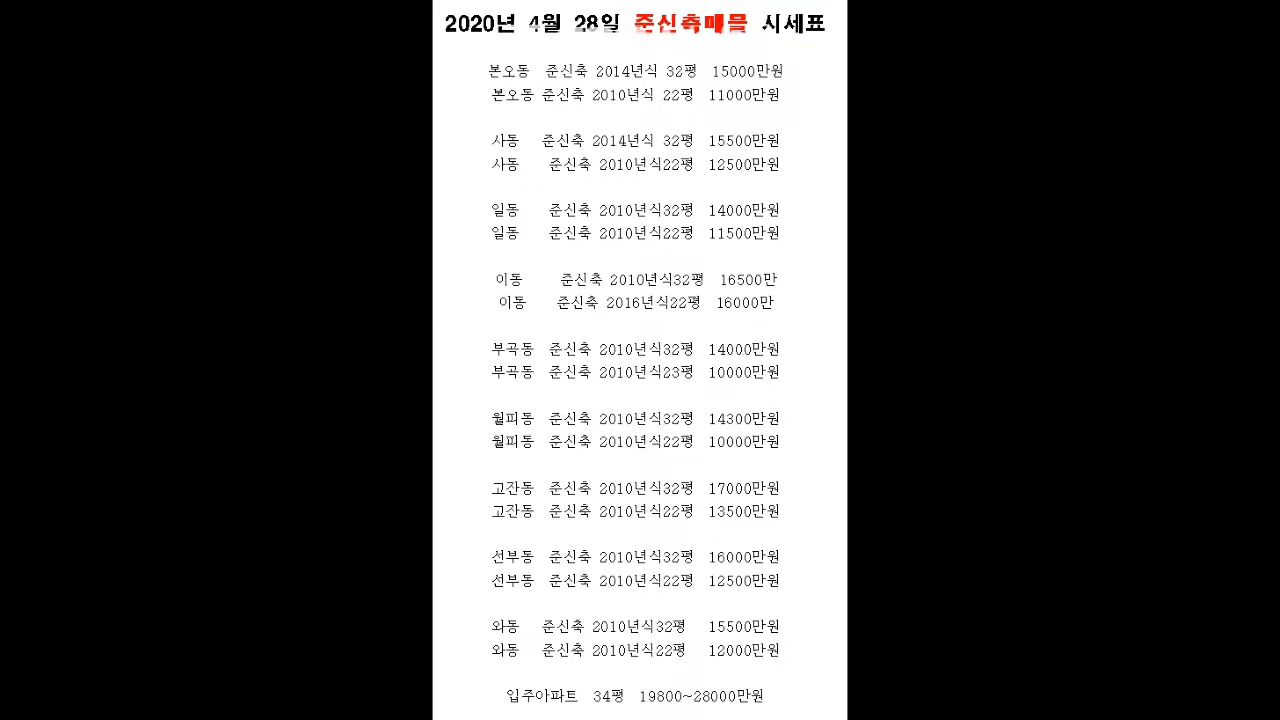 2020년 4월 28일 준신축매물 시세표
본오동 준신축 2014년식 32평 15000만원
본오동 준신축 2010년식 22평 11000만원
사동 준신축 2014년식 32평 15500만원
사동 준신축 2010년식22평 12500만원
일동 준신축 2010년식32평 14000만원
일동 준신축 2010년식22평 11500만원
이동 준신축 2010년식32평 16500만
이동 준신축 2016년식22평 16000만
부곡동 준신축 2010년식32평 14000만원
부곡동 준신축 2010년식23평 10000만원
월피동 준신축 2010년식32평 14300만원
월피동 준신축 2010년식22평 10000만원
고잔동 준신축 2010년식32평 17000만원
고잔동 준신축 2010년식22평 13500만원
선부동 준신축 2010년식32평 16000만원
선부동 준신축 2010년식22평 12500만원
와동 준신축 2010년식32평 15500만원
와동 준신축 2010년식22평 12000만원
입주아파트 34평 19800~28000만원